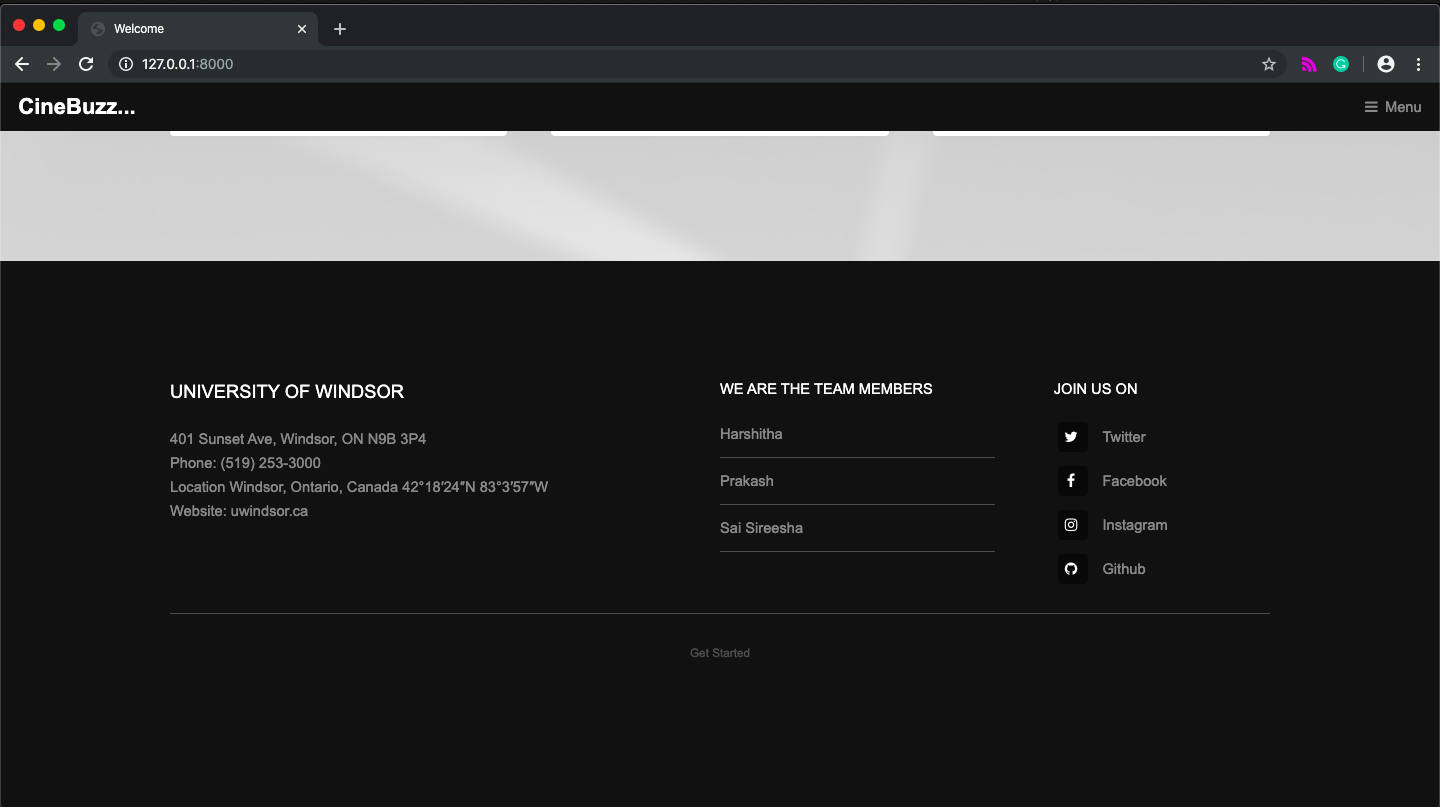 Welcome
127.0.0.1:8000
CineBuzz...
Menu
UNIVERSITY OF WINDSOR
401 Sunset Ave, Windsor, ON N9B 3P4
Phone: (519) 253-3000
Location Windsor, Ontario, Canada 42°18′24″N 83°3′57″W
Website: uwindsor.ca
WE ARE THE TEAM MEMBERS
Harshitha
Prakash
Sai Sireesha
JOIN US ON
Twitter
Facebook
Instagram
Github
Get Started